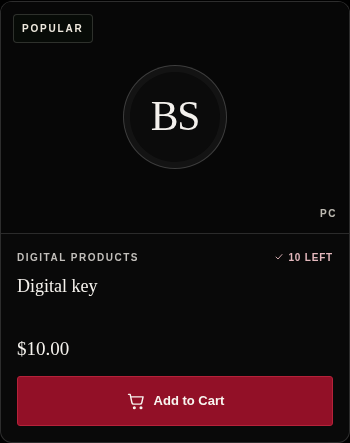 POPULAR
BS
PC
DIGITAL PRODUCTS
10 LEFT
Digital key
$10.00
Add to Cart